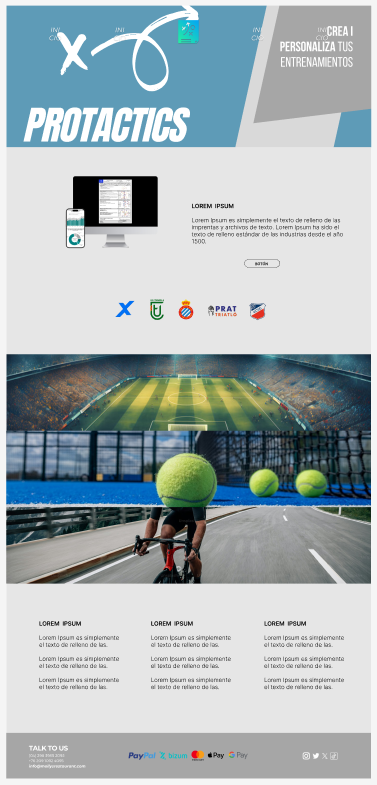 INI
CIO
INI
CIO
INI
CIO
INI
CIO
CREA I
PERSONALIZA TUS
ENTRENAMIENTOS
PROTACTICS
LOREM IPSUM
Lorem Ipsum es simplemente el texto de relleno de las
imprentas y archivos de texto. Lorem Ipsum ha sido el
texto de relleno estándar de las industrias desde el año
1500.
BOTÓN
PRAT
TRIATLÓ
LOREM IPSUM
Lorem Ipsum es simplemente
el texto de relleno de las.
Lorem Ipsum es simplemente
el texto de relleno de las.
Lorem Ipsum es simplemente
el texto de relleno de las.
LOREM IPSUM
Lorem Ipsum es simplemente
el texto de relleno de las.
Lorem Ipsum es simplemente
el texto de relleno de las.
Lorem Ipsum es simplemente
el texto de relleno de las.
LOREM IPSUM
Lorem Ipsum es simplemente
el texto de relleno de las.
Lorem Ipsum es simplemente
el texto de relleno de las.
Lorem Ipsum es simplemente
el texto de relleno de las.
TALK TO US
PayPal bizum Pay G Pay